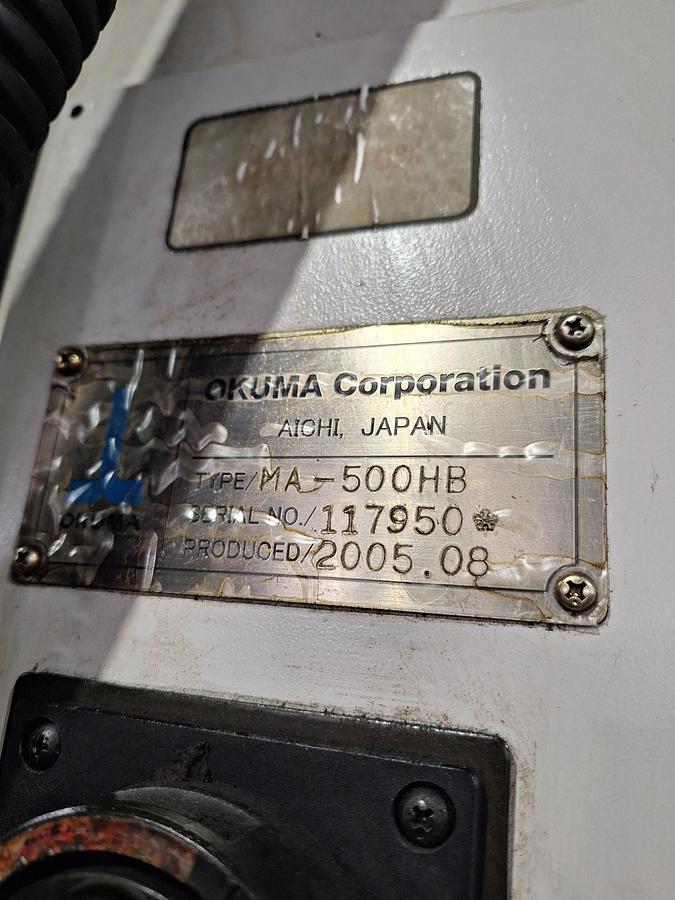 OKUMA Corporation
AICHI, JAPAN
TYPE/MA-500HB
SERIAL NO./117950
PRODUCED/2005.08
OKUMA